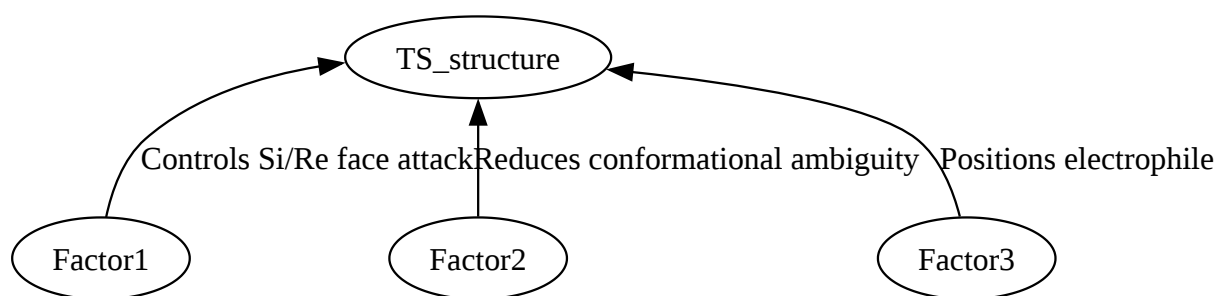 TS_structure
Controls Si/Re face attack
Reduces conformational ambiguity
Positions electrophile
Factor1
Factor2
Factor3